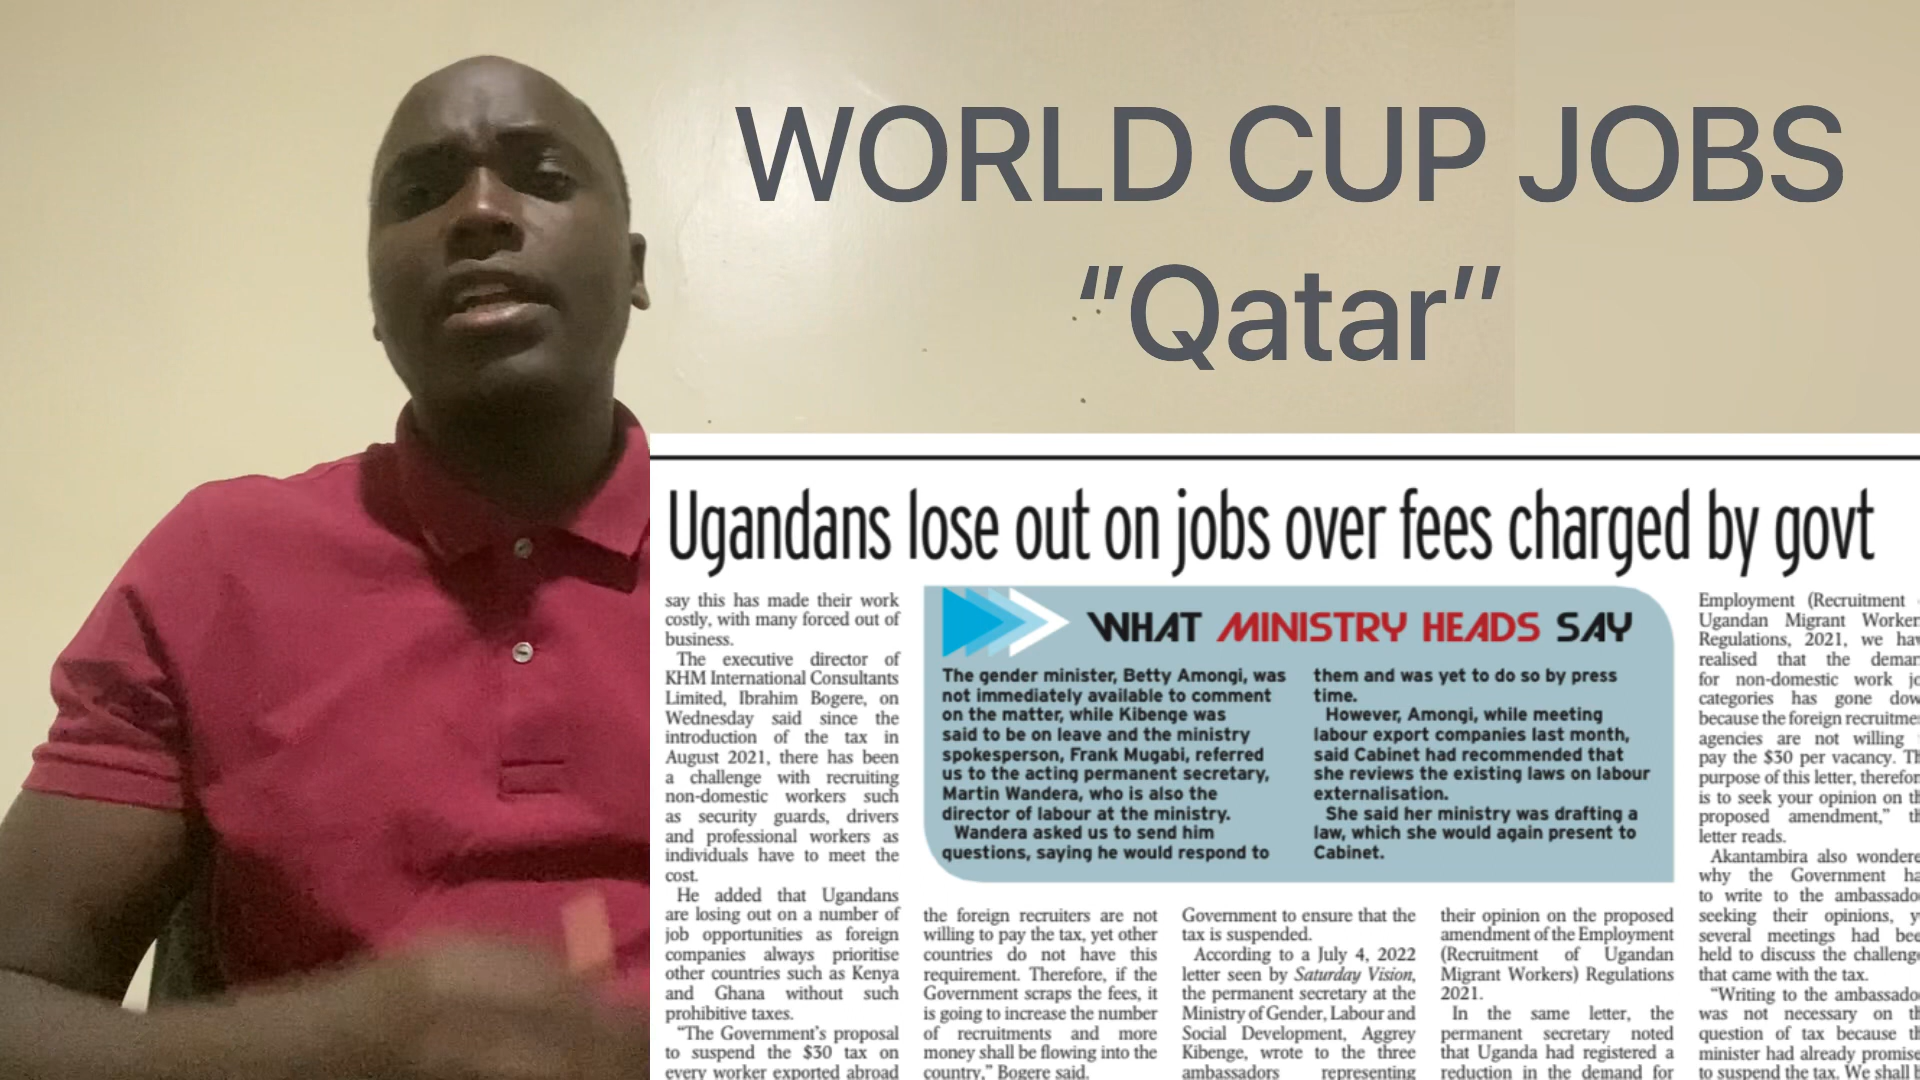 WORLD CUP JOBS
“Qatar”
Ugandans lose out on jobs over fees charged by govt
say this has made their work
costly, with many forced out of
business.
The executive director of
KHM International Consultants
Limited, Ibrahim Bogere, on
Wednesday said since the
introduction of the tax in
August 2021, there has been
a challenge with recruiting
non-domestic workers such
as security guards, drivers
and professional workers as
individuals have to meet the
cost.
He added that Ugandans
are losing out on a number of
job opportunities as foreign
companies always prioritise
other countries such as Kenya
and Ghana without such
prohibitive taxes.
“The Government’s proposal
to suspend the $30 tax on
every worker exported abroad
WHAT MINISTRY HEADS SAY
The gender minister, Betty Amongi, was
not immediately available to comment
on the matter, while Kibenge was
said to be on leave and the ministry
spokesperson, Frank Mugabi, referred
us to the acting permanent secretary,
Martin Wandera, who is also the
director of labour at the ministry.
Wandera asked us to send him
questions, saying he would respond to
them and was yet to do so by press
time.
However, Amongi, while meeting
labour export companies last month,
said Cabinet had recommended that
she reviews the existing laws on labour
externalisation.
She said her ministry was drafting a
law, which she would again present to
Cabinet.
the foreign recruiters are not
willing to pay the tax, yet other
countries do not have this
requirement. Therefore, if the
Government scraps the fees, it
is going to increase the number
of recruitments and more
money shall be flowing into the
country,” Bogere said.
Government to ensure that the
tax is suspended.
According to a July 4, 2022
letter seen by Saturday Vision,
the permanent secretary at the
Ministry of Gender, Labour and
Social Development, Aggrey
Kibenge, wrote to the three
ambassadors representing
their opinion on the proposed
amendment of the Employment
(Recruitment of Ugandan
Migrant Workers) Regulations
2021.
In the same letter, the
permanent secretary noted
that Uganda had registered a
reduction in the demand for
Employment (Recruitment
Ugandan Migrant
Regulations, 2021, we
realised that the
for non-domestic work
categories has gone
because the foreign
agencies are not willing
pay the $30 per vacancy.
purpose of this letter,
is to seek your opinion on
proposed amendment,”
letter reads.
Akantambira also
why the Government
to write to the
seeking their opinions,
several meetings had
held to discuss the
that came with the tax.
“Writing to the
was not necessary on
question of tax because
minister had already
to suspend the tax. We shall